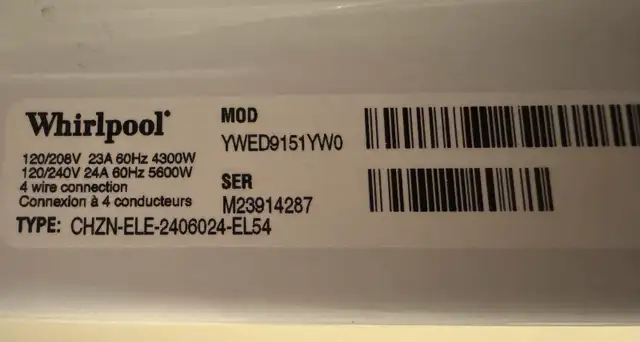 Whirlpool®
120/208V 23A 60Hz 4300W
120/240V 24A 60Hz 5600W
4 wire connection
Connexion à 4 conducteurs
TYPE: CHZN-ELE-2406024-EL54
MOD
YWED9151YW0
SER
M23914287